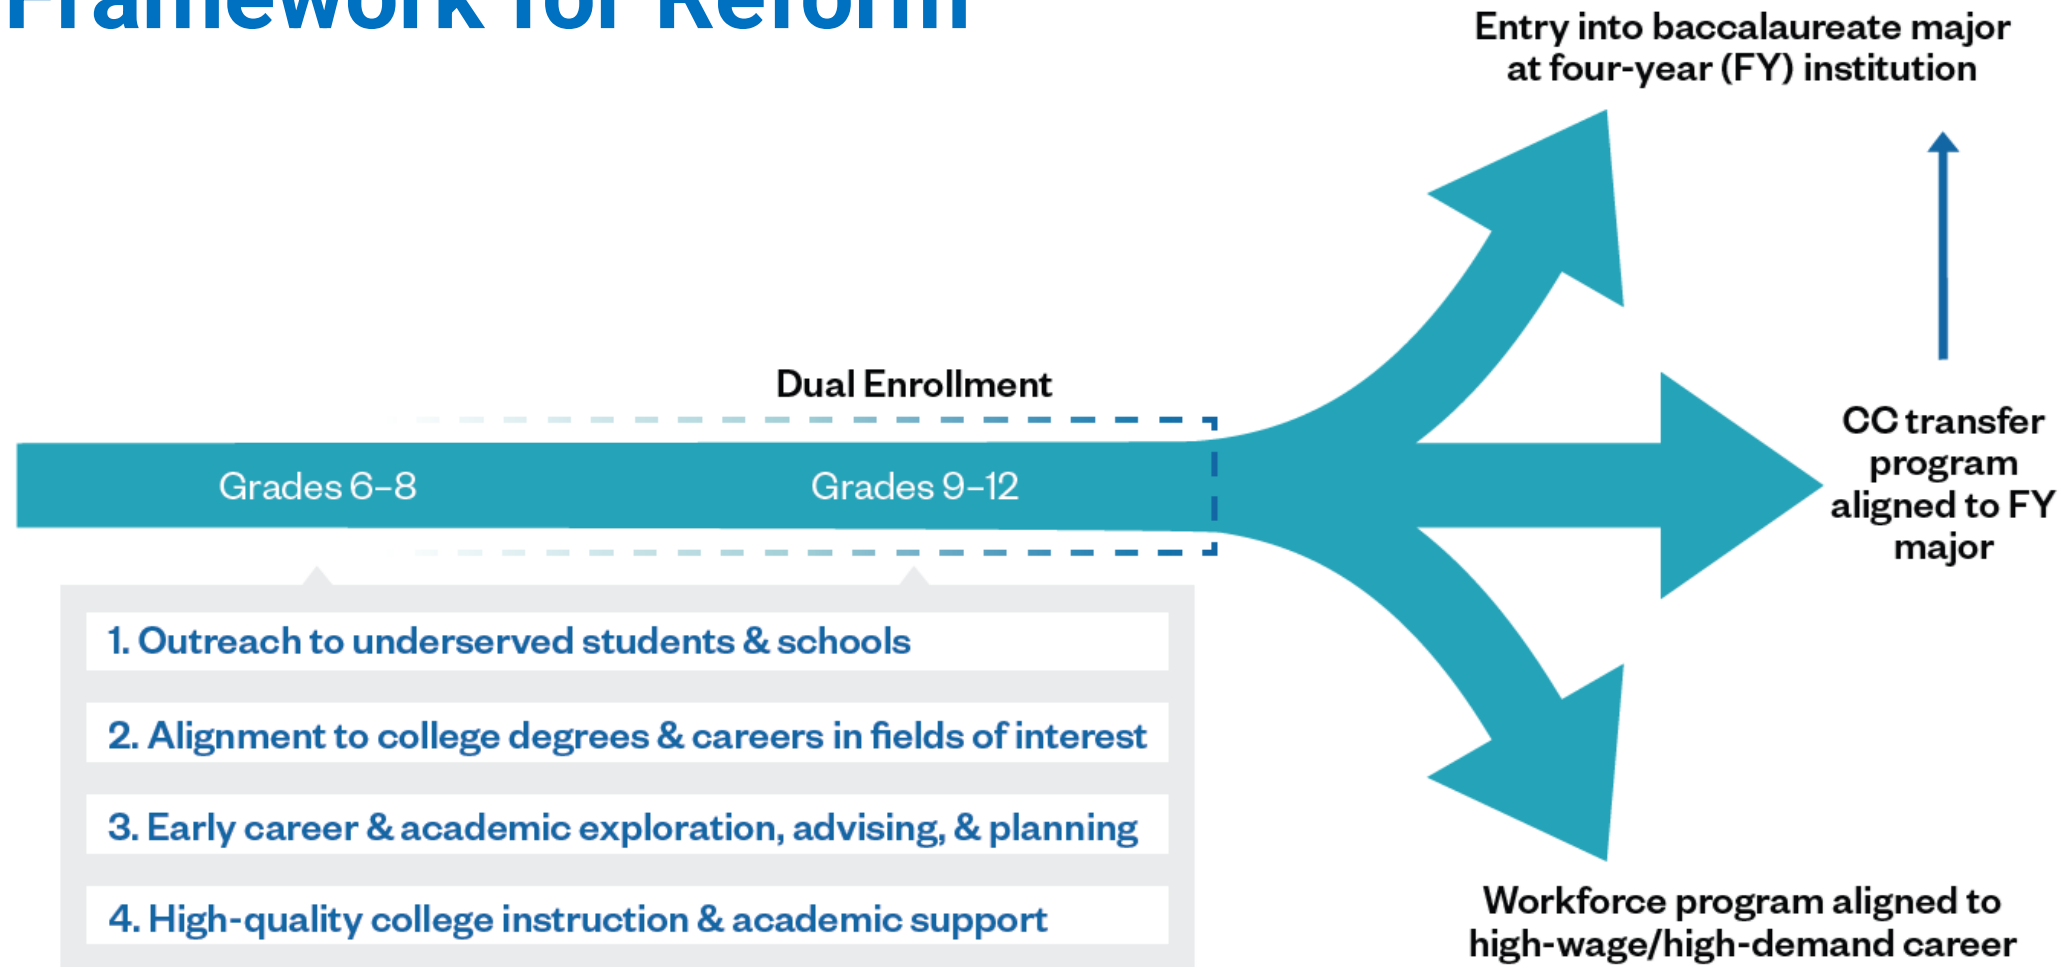 Framework for Reform
Entry into baccalaureate major
at four-year (FY) institution
Dual Enrollment
Grades 6–8
Grades 9–12
CC transfer
program
aligned to FY
major
1. Outreach to underserved students & schools
2. Alignment to college degrees & careers in fields of interest
3. Early career & academic exploration, advising, & planning
4. High-quality college instruction & academic support
Workforce program aligned to
high-wage/high-demand career